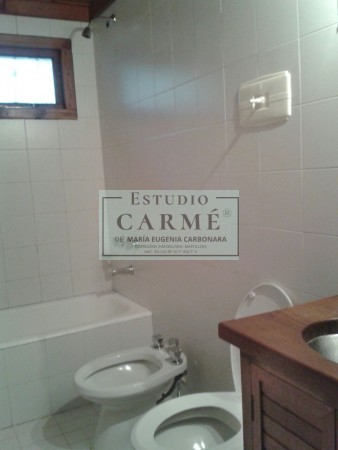 ESTUDIO
CARMÉ®
DE MARÍA EUGENIA CARBONARA